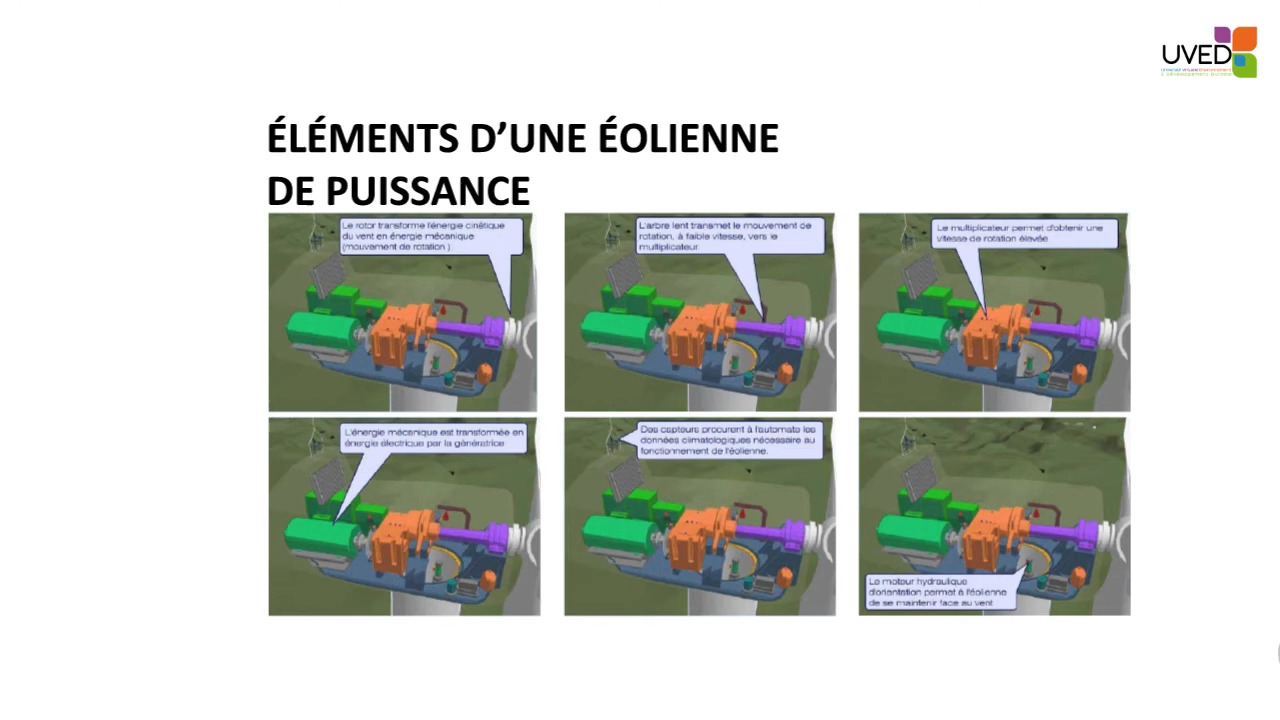 UVED
ÉLÉMENTS D’UNE ÉOLIENNE
DE PUISSANCE
Le rotor transforme l'énergie cinétique
du vent en énergie mécanique
(mouvement de rotation ).
L'arbre lent transmet le mouvement de
rotation, à faible vitesse, vers le
multiplicateur.
Le multiplicateur permet d'obtenir une
vitesse de rotation élevée
L'énergie mécanique est transformée en
énergie électrique par la génératrice
Des capteurs procurent à l'automate les
données climatologiques nécessaire au
fonctionnement de l'éolienne.
Le moteur hydraulique
d'orientation permet à l'éolienne
de se maintenir face au vent